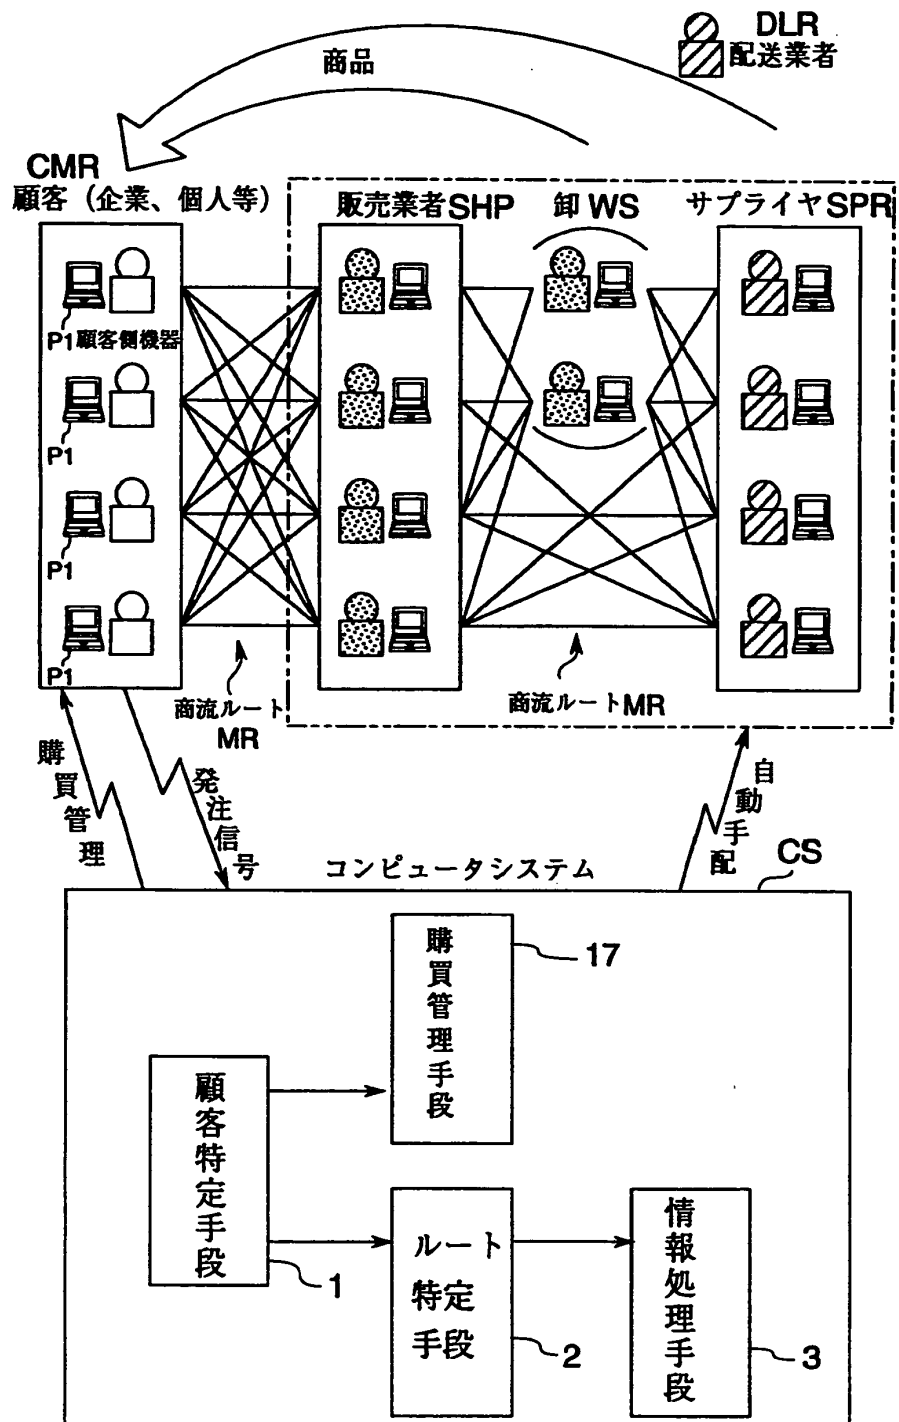 DLR
配送業者
商品
CMR
顧客（企業、個人等）
販売業者SHP
卸WS
サプライヤSPR
P1顧客側機器
P1
P1
P1
商流ルート
MR
商流ルートMR
購買管理
発注信号
自動手配
コンピュータシステム
CS
購買管理手段
17
顧客特定手段
1
ルート
特定
手段
2
情報処理手段
3